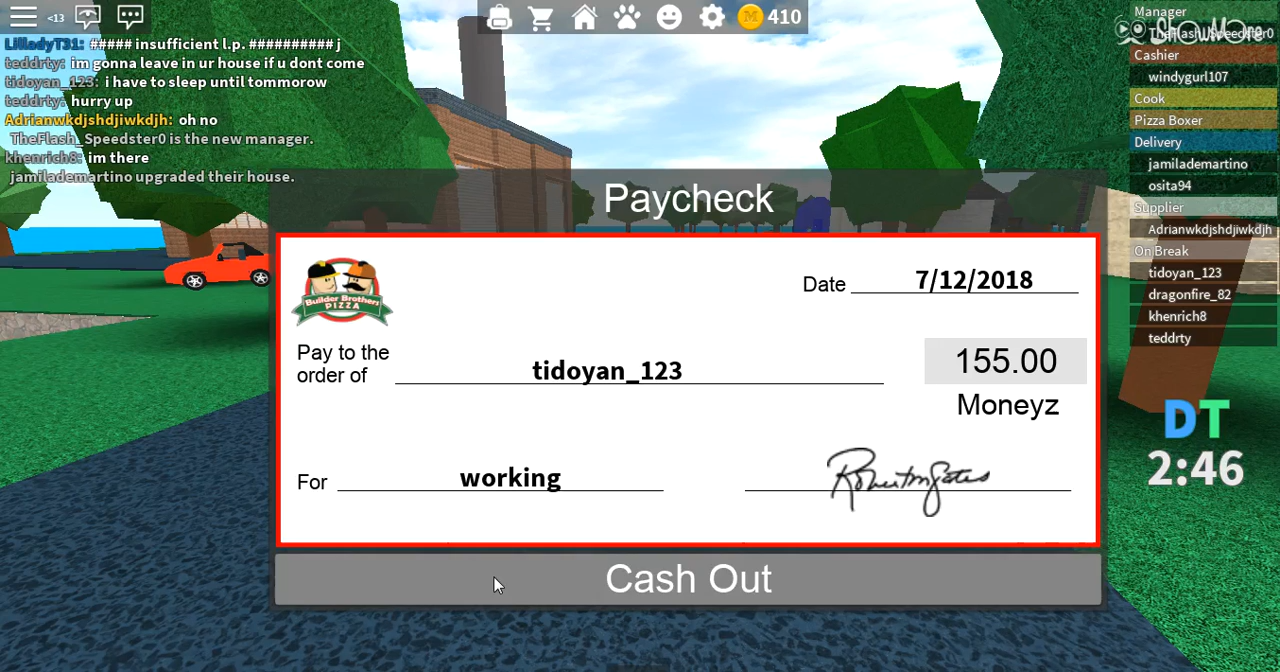 <13
M 410
LilladyT31: ##### insufficient l.p. ########## j
teddrty: im gonna leave in ur house if u dont come
tidoyan_123: i have to sleep until tommorow
teddrty: hurry up
Adrianwkdjshdjiwkdjh: oh no
TheFlash_Speedster0 is the new manager.
khenrich8: im there
jamilademartino upgraded their house.
Manager
TheFlash_Speedster0
ShowMore
Cashier
windygurl107
Cook
Pizza Boxer
Delivery
jamilademartino
osita94
Supplier
Adrianwkdjshdjiwkdjh
On Break
tidoyan_123
dragonfire_82
khenrich8
teddrty
DT
2:46
Paycheck
Builder Brothers
PIZZA
Date 7/12/2018
Pay to the
order of tidoyan_123
155.00
Moneyz
For working
Cash Out